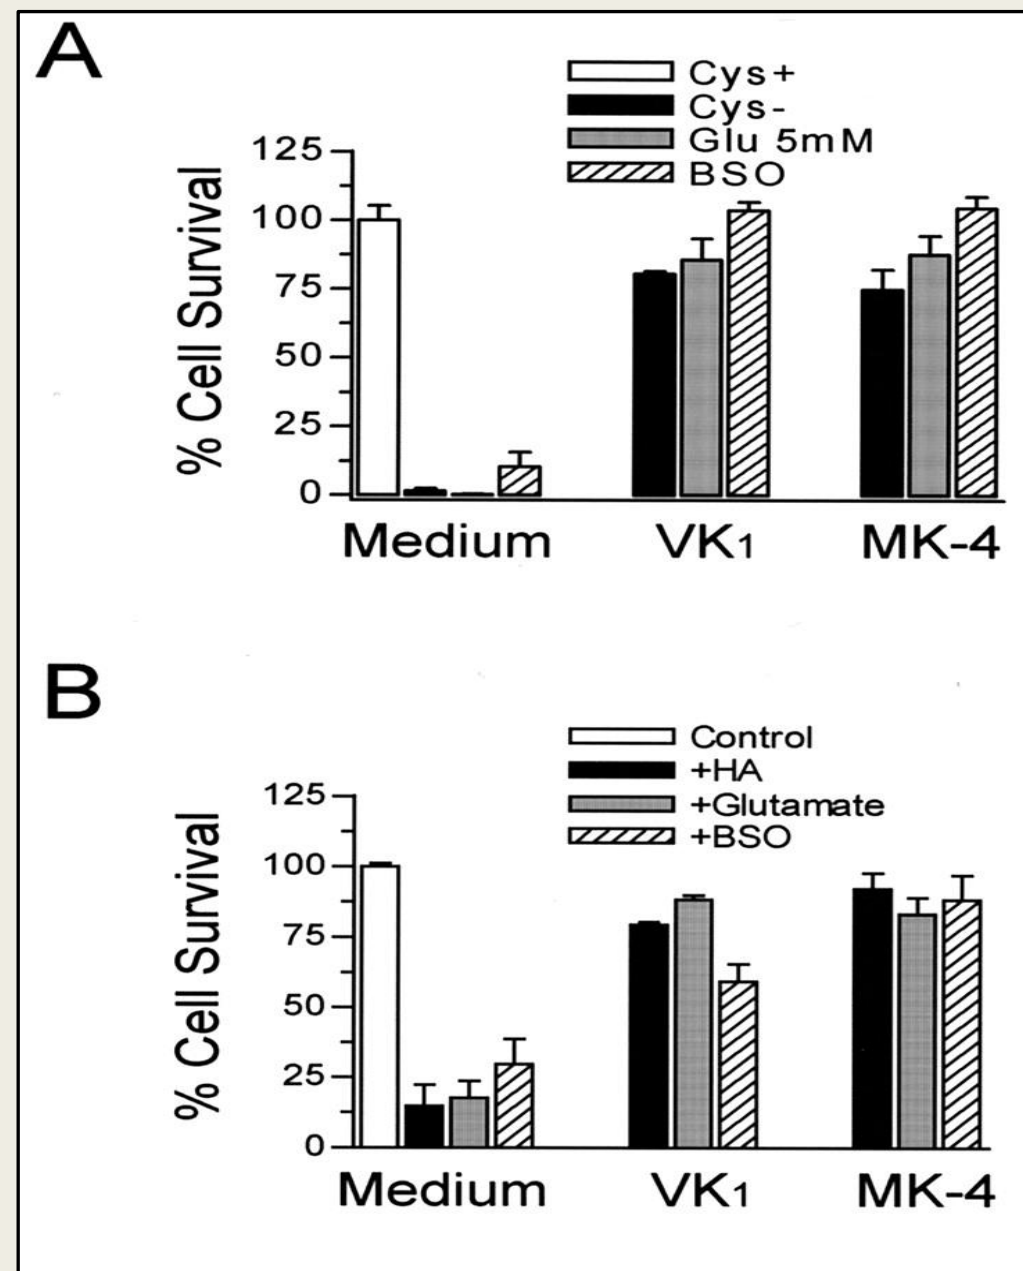 A
Cys+
Cys-
Glu 5mM
BSO
% Cell Survival
125
100
75
50
25
0
Medium VK1 MK-4
B
Control
+HA
+Glutamate
+BSO
% Cell Survival
125
100
75
50
25
0
Medium VK1 MK-4